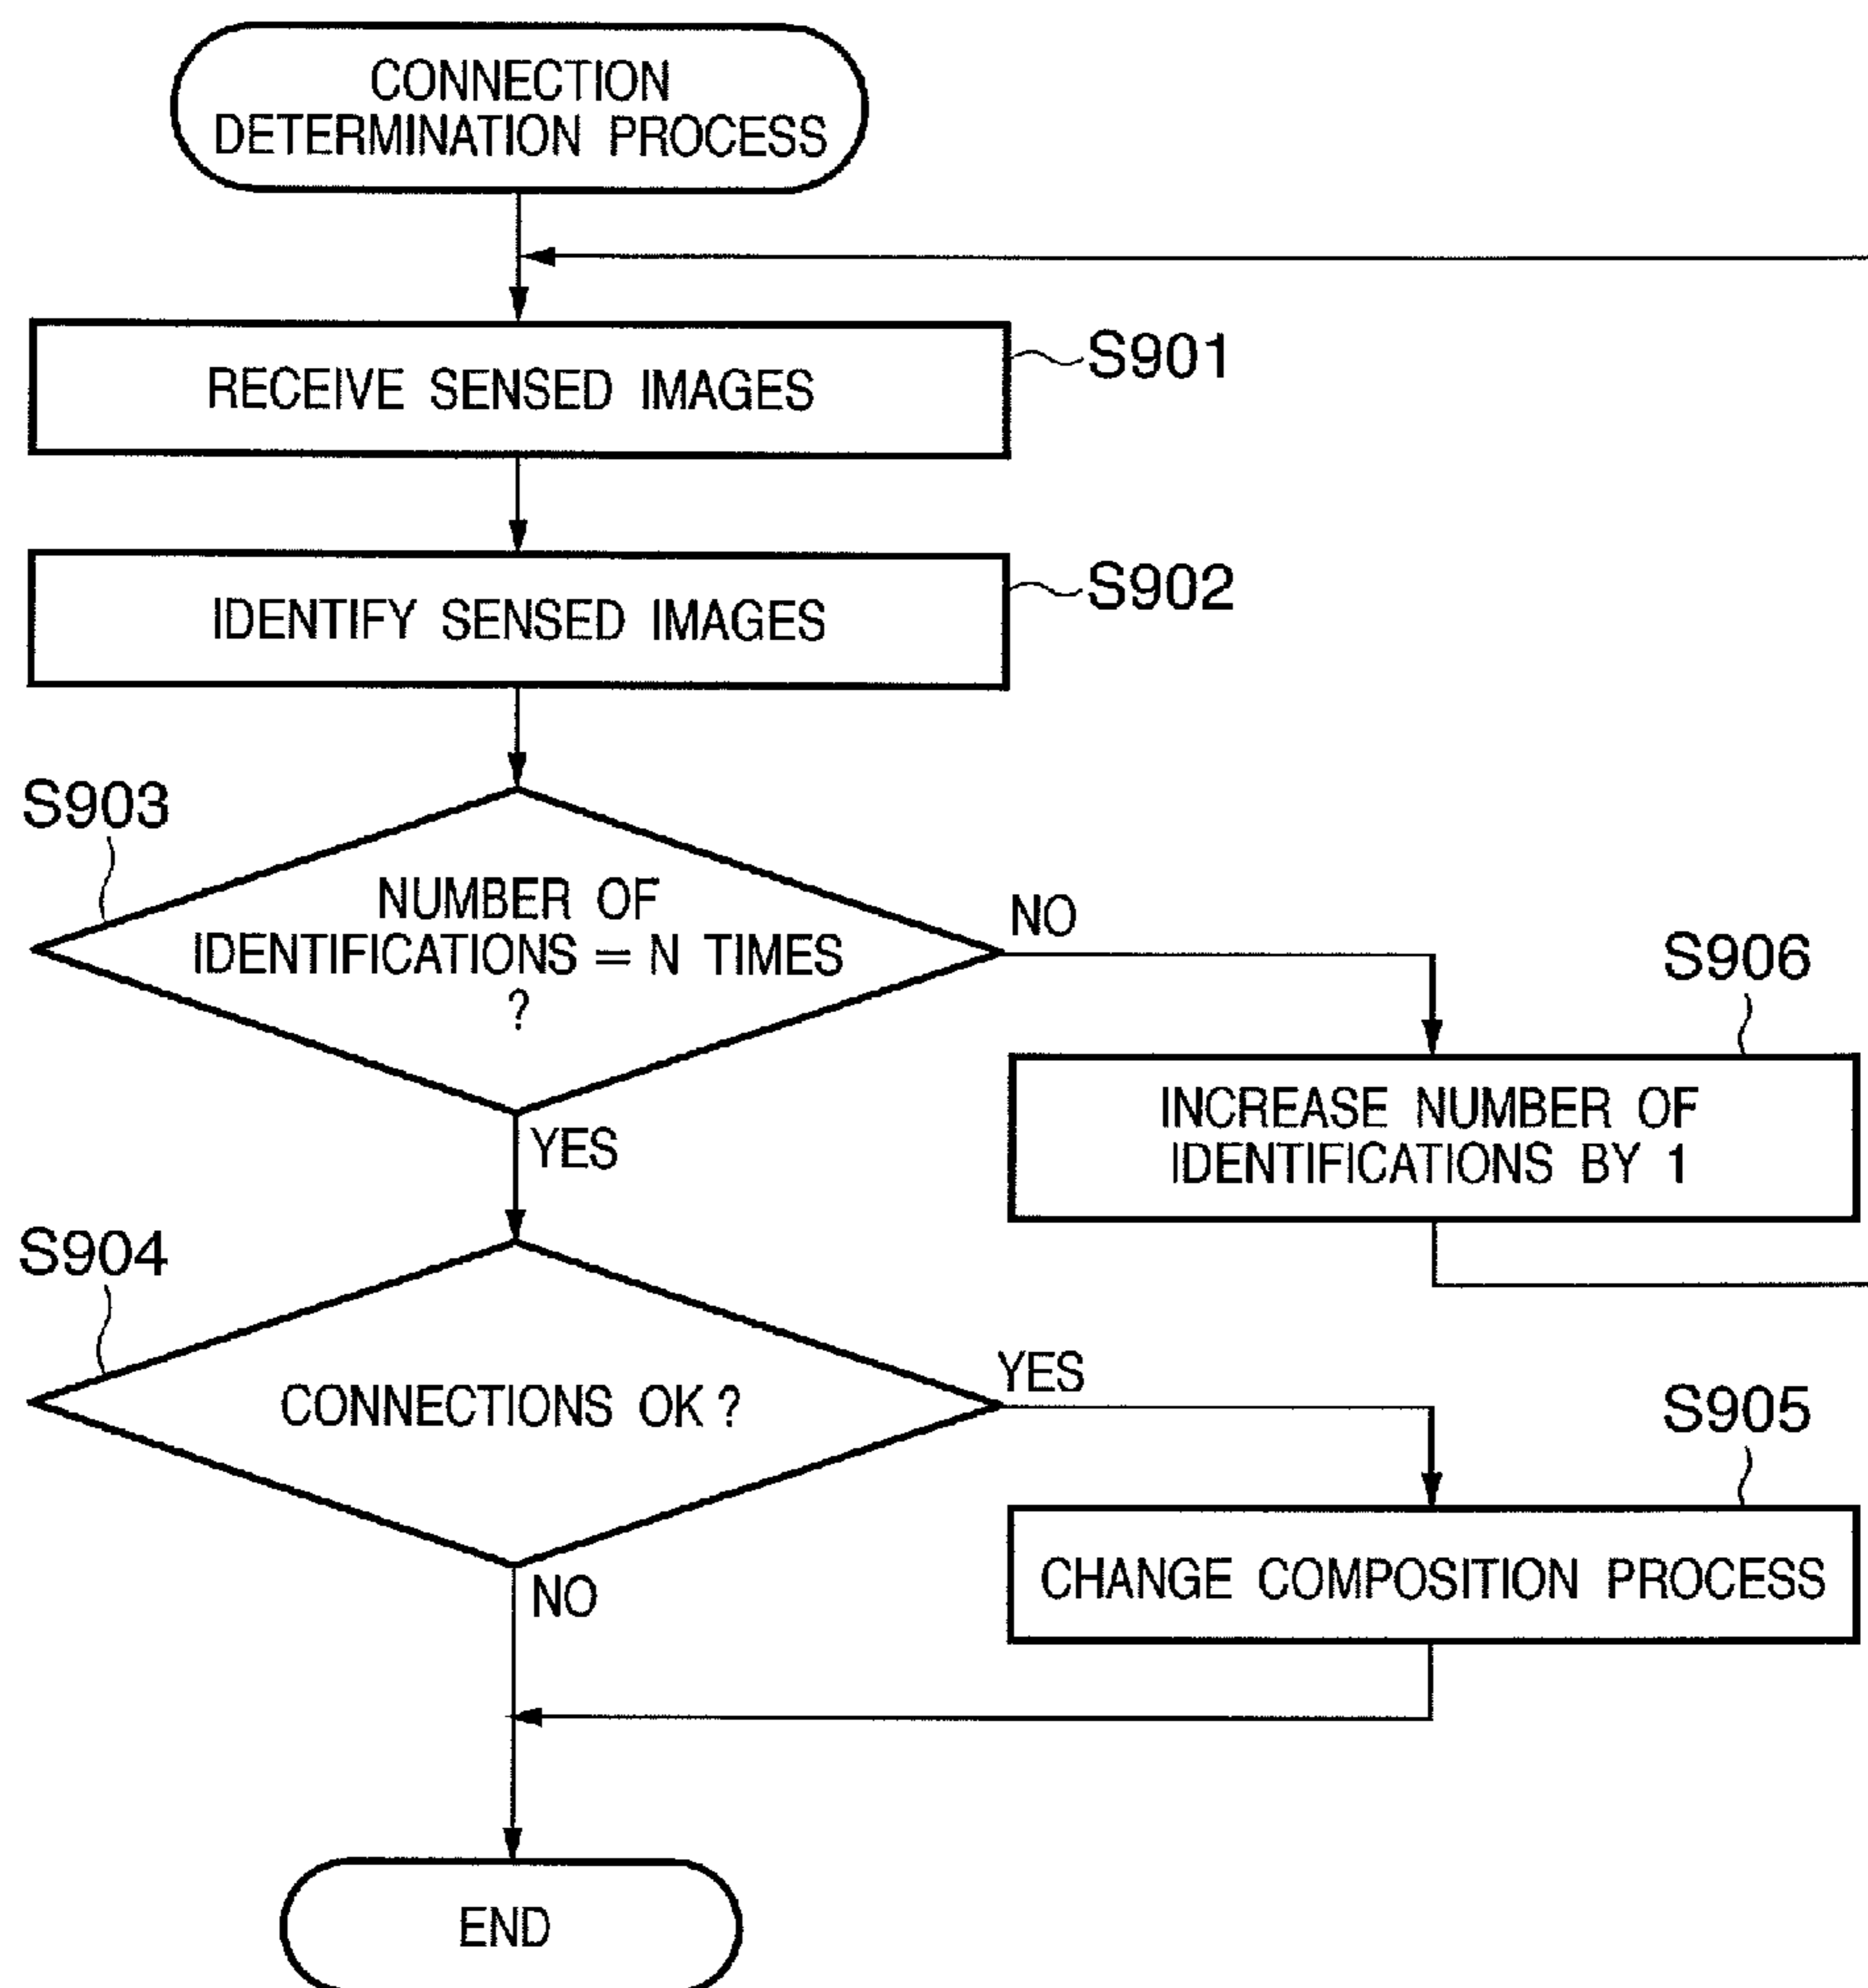 CONNECTION
DETERMINATION PROCESS
RECEIVE SENSED IMAGES
S901
IDENTIFY SENSED IMAGES
S902
S903
NUMBER OF
IDENTIFICATIONS = N TIMES
?
NO
YES
S906
INCREASE NUMBER OF
IDENTIFICATIONS BY 1
S904
CONNECTIONS OK ?
YES
NO
S905
CHANGE COMPOSITION PROCESS
END